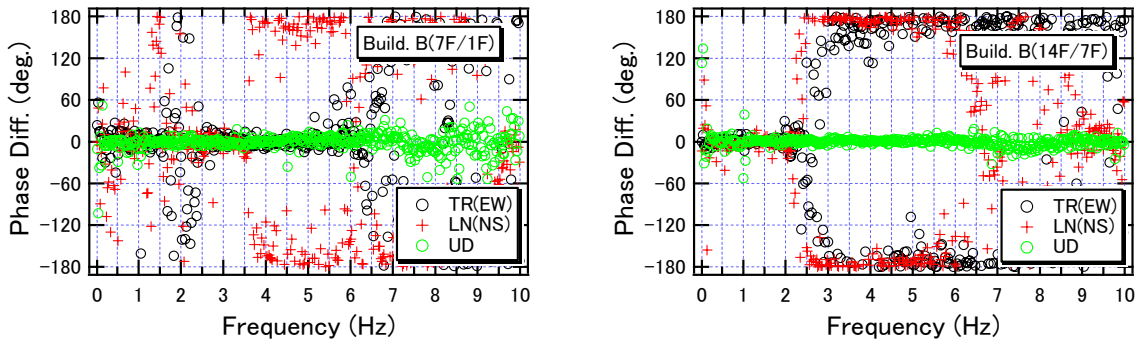 180
120
60
0
-60
-120
-180
Phase Diff. (deg.)
Build. B(7F/1F)
TR(EW)
LN(NS)
UD
0 1 2 3 4 5 6 7 8 9 10
Frequency (Hz)
180
120
60
0
-60
-120
-180
Phase Diff. (deg.)
Build. B(14F/7F)
TR(EW)
LN(NS)
UD
0 1 2 3 4 5 6 7 8 9 10
Frequency (Hz)